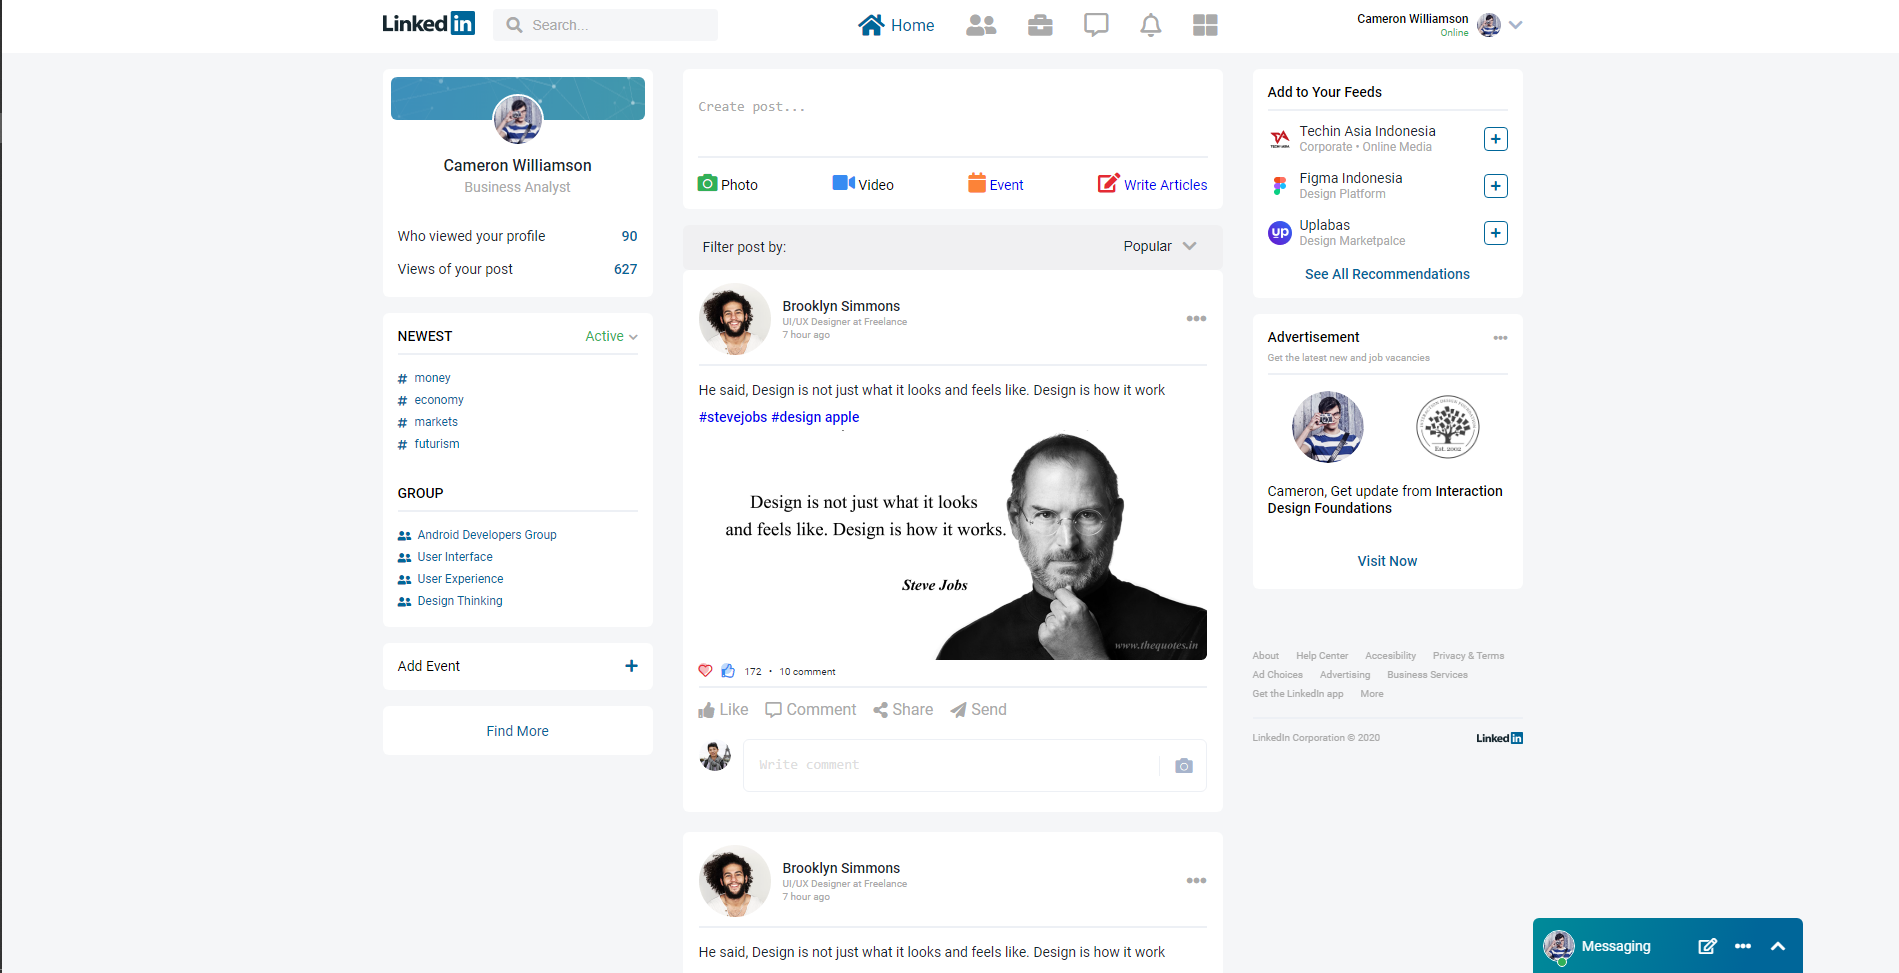 Linked in
Search...
Home
Cameron Williamson
Online
Cameron Williamson
Business Analyst
Who viewed your profile 90
Views of your post 627
NEWEST Active
# money
# economy
# markets
# futurism
GROUP
Android Developers Group
User Interface
User Experience
Design Thinking
Add Event
Find More
Create post...
Photo Video Event Write Articles
Filter post by: Popular
Brooklyn Simmons
UI/UX Designer at Freelance
7 hour ago
He said, Design is not just what it looks and feels like. Design is how it work
#stevejobs #design apple
Design is not just what it looks
and feels like. Design is how it works.
Steve Jobs
www.thequotes.in
172 • 10 comment
Like Comment Share Send
Write comment
Brooklyn Simmons
UI/UX Designer at Freelance
7 hour ago
He said, Design is not just what it looks and feels like. Design is how it work
Add to Your Feeds
TECHINASIA
Techin Asia Indonesia
Corporate • Online Media
Figma Indonesia
Design Platform
up
Uplabas
Design Marketpalce
See All Recommendations
Advertisement
Get the latest new and job vacancies
INTERACTION DESIGN FOUNDATION
Est. 2002
Cameron, Get update from Interaction
Design Foundations
Visit Now
About Help Center Accesibility Privacy & Terms
Ad Choices Advertising Business Services
Get the LinkedIn app More
LinkedIn Corporation © 2020 Linked in
Messaging